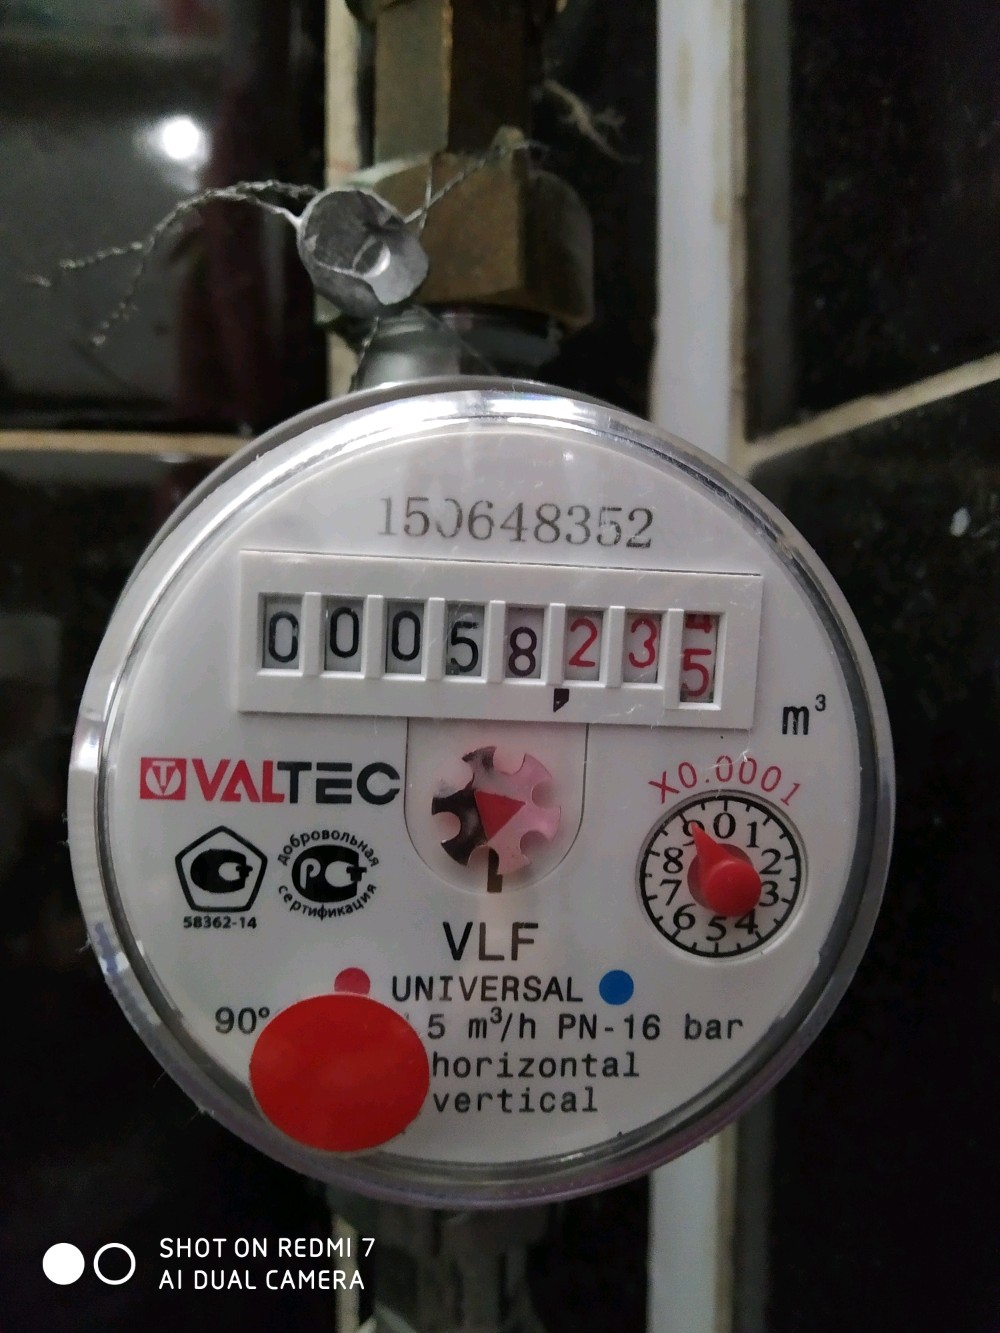 150648352
00058235
m³
VALTEC
X0.0001
9 0 1
8 2
7 3
6 5 4
добровольная
РСТ
сертификация
58362-14
VLF
UNIVERSAL
90° 5 m³/h PN-16 bar
horizontal
vertical
SHOT ON REDMI 7
AI DUAL CAMERA